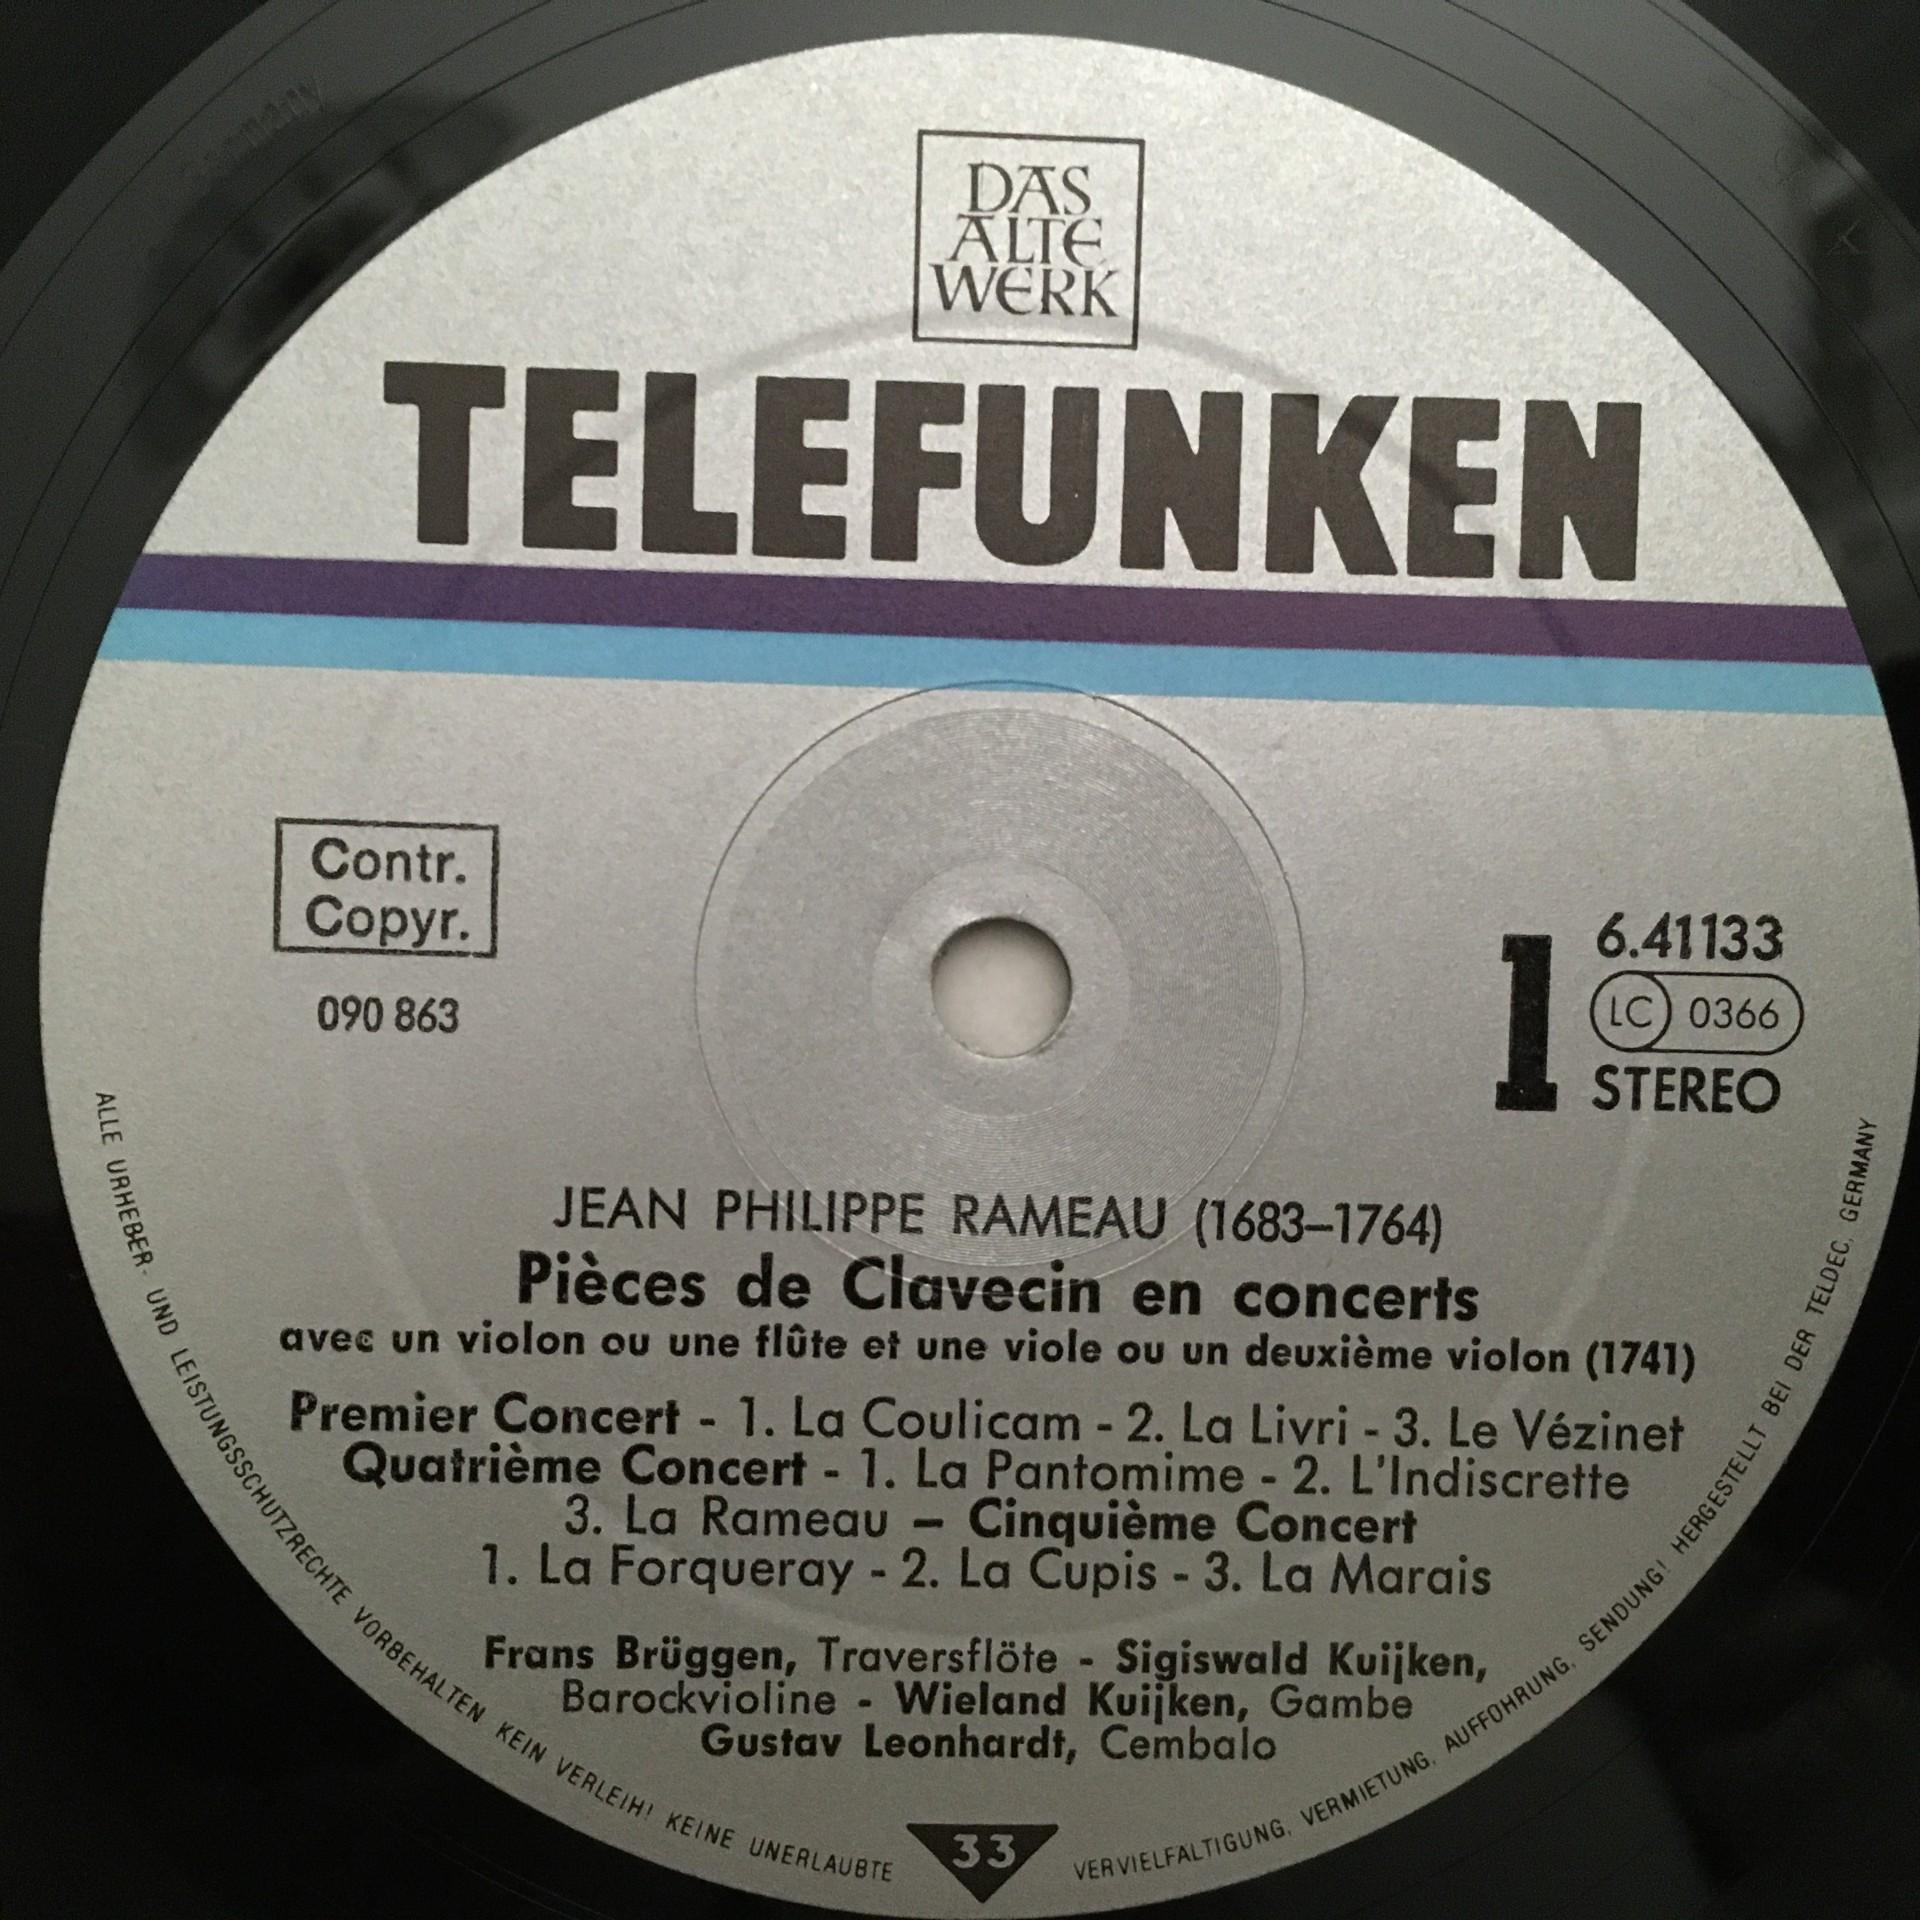 DAS
ALTE
WERK
TELEFUNKEN
Contr.
Copyr.
090 863
1
6.41133
LC 0366
STEREO
JEAN PHILIPPE RAMEAU (1683–1764)
Pièces de Clavecin en concerts
avec un violon ou une flûte et une viole ou un deuxième violon (1741)
Premier Concert - 1. La Coulicam - 2. La Livri - 3. Le Vézinet
Quatrième Concert - 1. La Pantomime - 2. L'Indiscrette
3. La Rameau – Cinquième Concert
1. La Forqueray - 2. La Cupis - 3. La Marais
Frans Brüggen, Traversflöte - Sigiswald Kuijken,
Barockvioline - Wieland Kuijken, Gambe
Gustav Leonhardt, Cembalo
33
ALLE URHEBER- UND LEISTUNGSSCHUTZRECHTE VORBEHALTEN KEIN VERLEIH! KEINE UNERLAUBTE VERVIELFÄLTIGUNG, VERMIETUNG, AUFFÜHRUNG, SENDUNG! HERGESTELLT BEI DER TELDEC, GERMANY